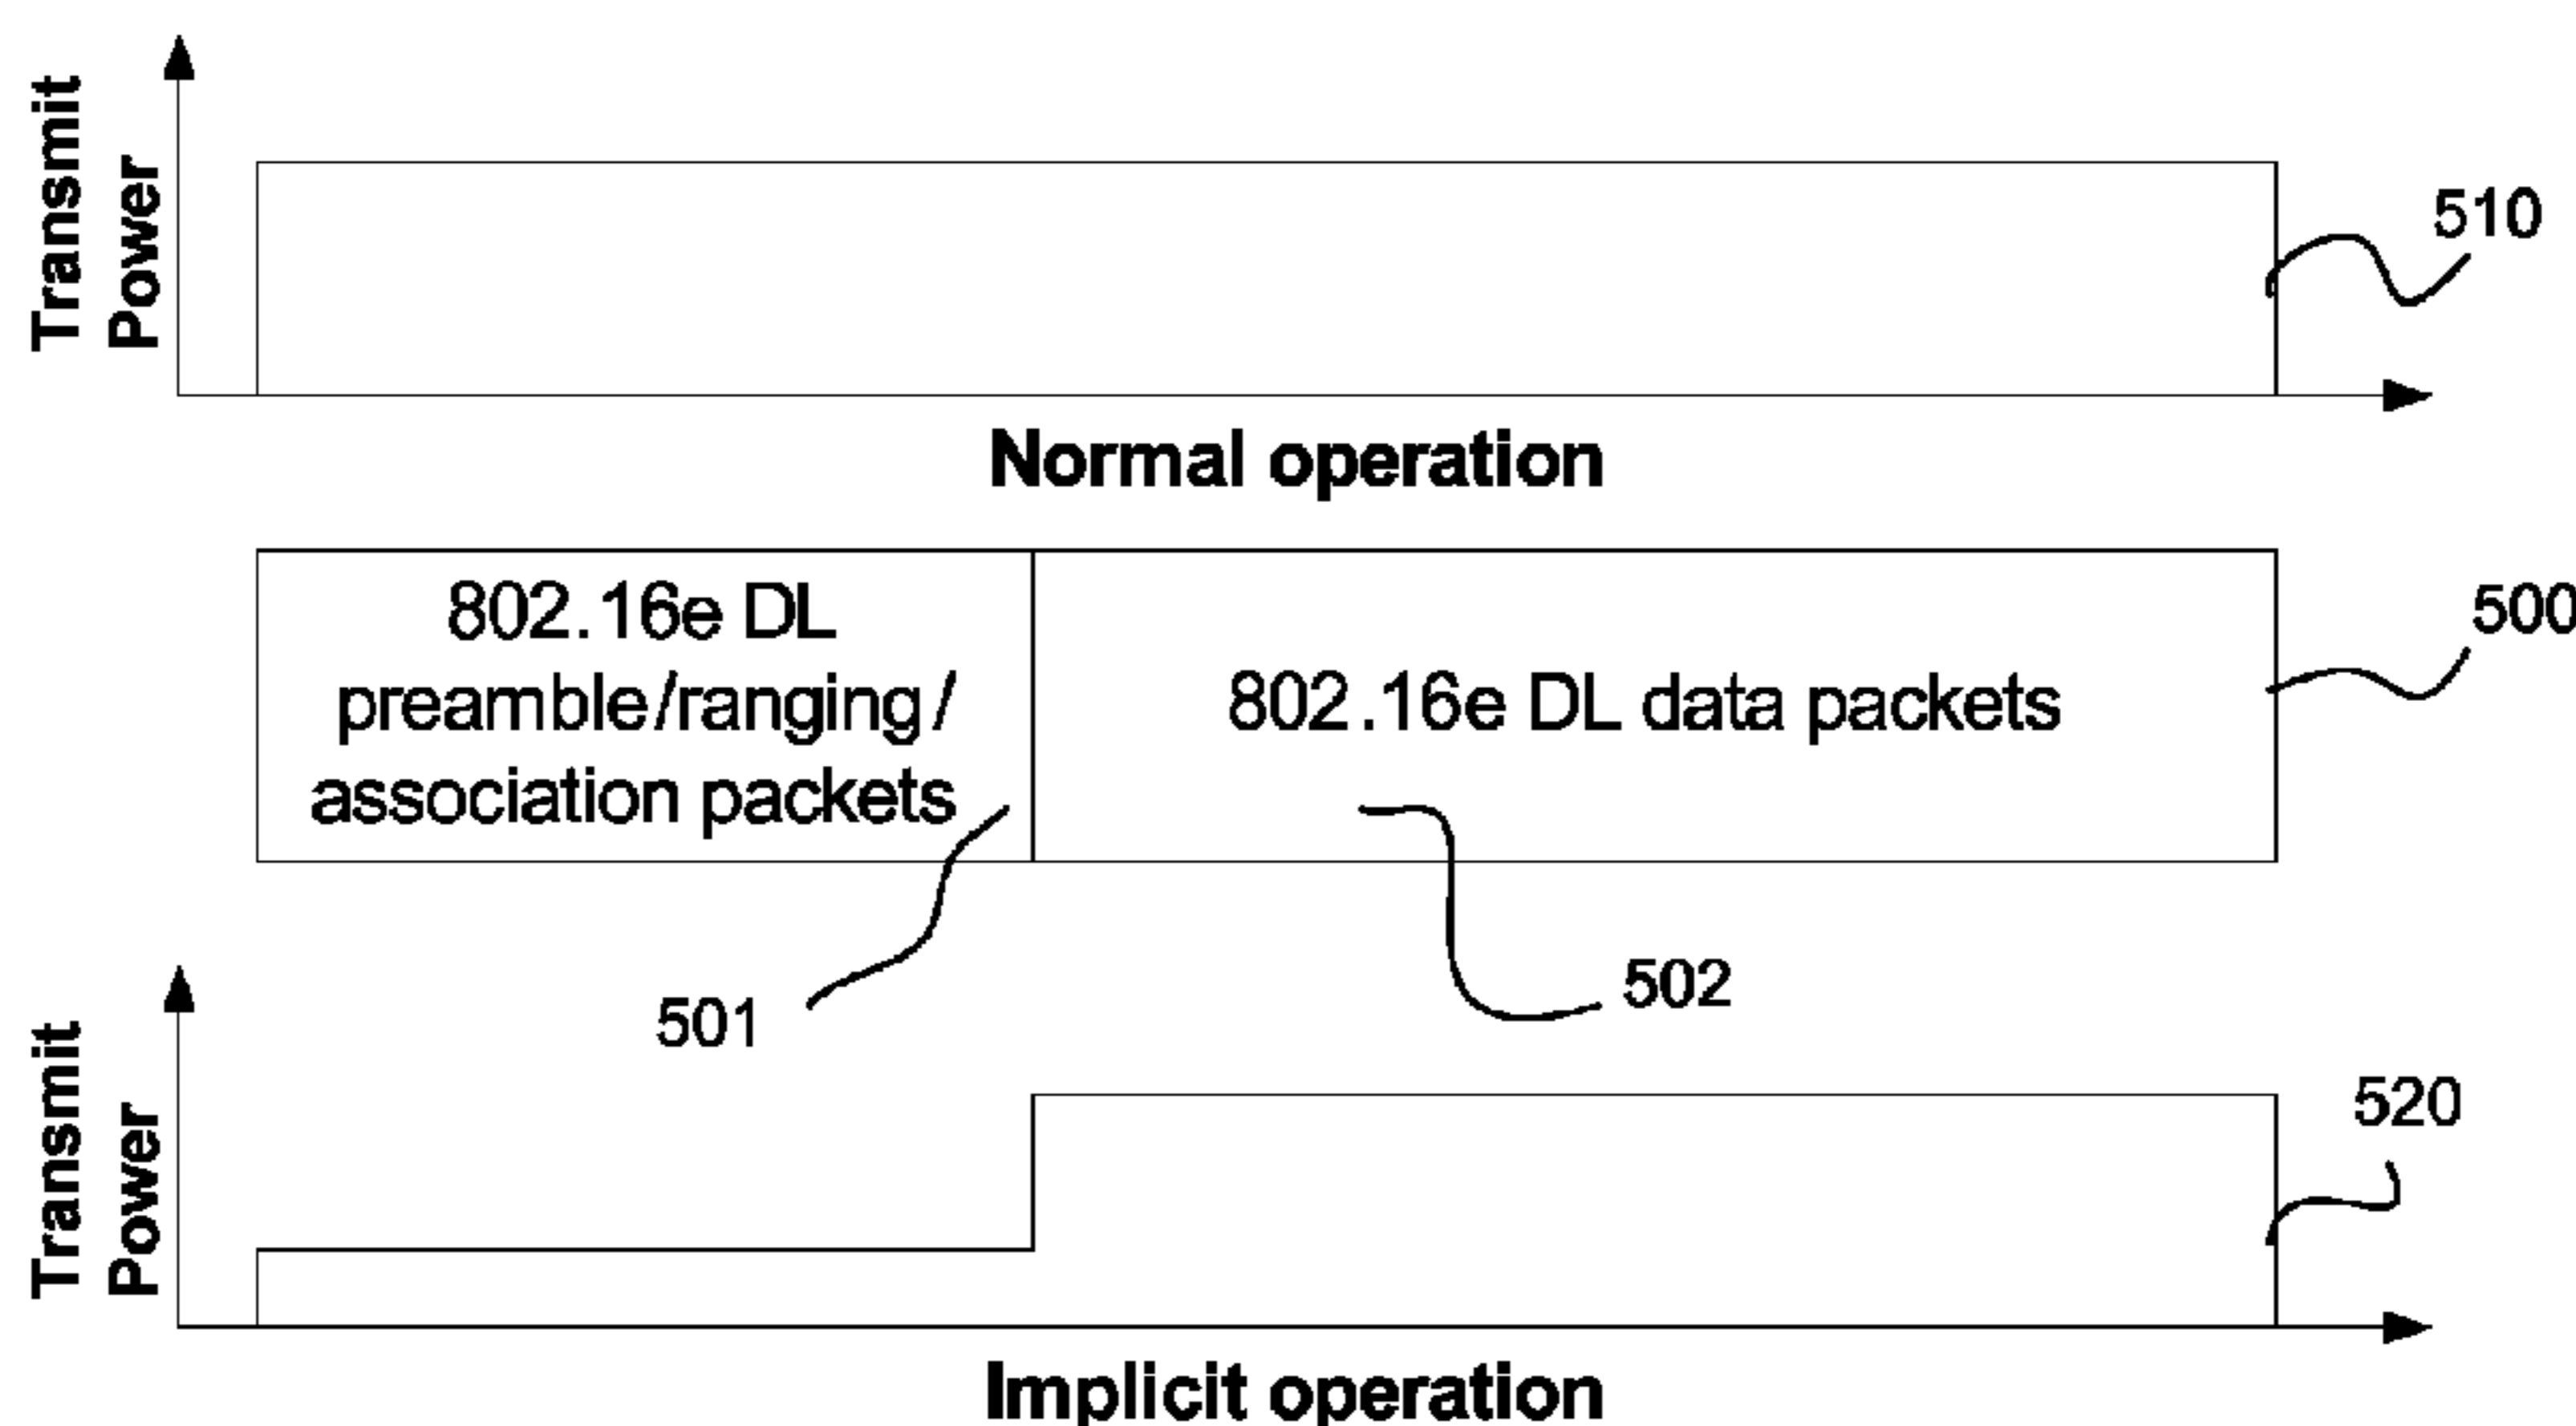 Transmit
Power
510
Normal operation
802.16e DL
preamble/ranging/
association packets
802.16e DL data packets
500
501
502
Transmit
Power
520
Implicit operation